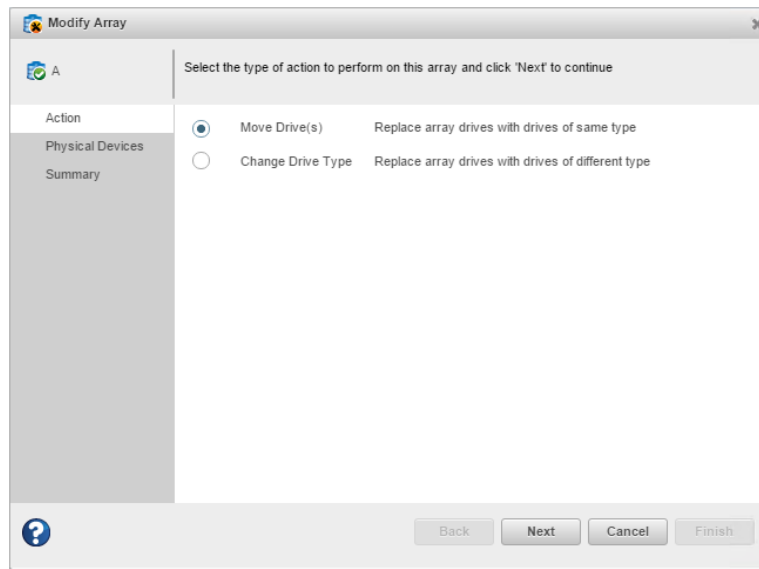 Modify Array
A
Select the type of action to perform on this array and click 'Next' to continue
Action
Physical Devices
Summary
Move Drive(s) Replace array drives with drives of same type
Change Drive Type Replace array drives with drives of different type
? Back Next Cancel Finish